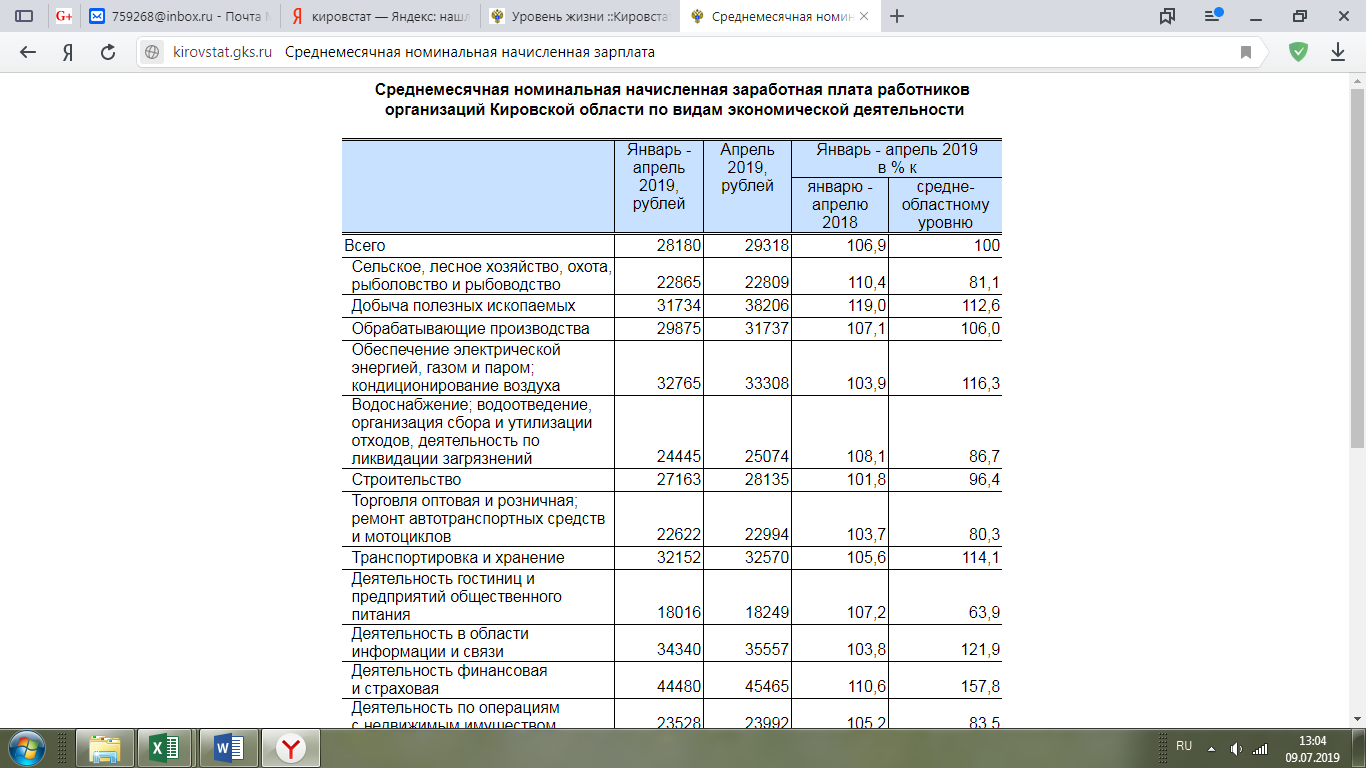 759268@inbox.ru - Почта
кировстат — Яндекс: наш
Уровень жизни ::Кировста
Среднемесячная номин
kirovstat.gks.ru Среднемесячная номинальная начисленная зарплата
Среднемесячная номинальная начисленная заработная плата работников
организаций Кировской области по видам экономической деятельности
Январь - апрель 2019, рублей
Апрель 2019, рублей
Январь - апрель 2019 в % к
январю - апрелю 2018
средне-областному уровню
Всего 28180 29318 106,9 100
Сельское, лесное хозяйство, охота,
рыболовство и рыбоводство 22865 22809 110,4 81,1
Добыча полезных ископаемых 31734 38206 119,0 112,6
Обрабатывающие производства 29875 31737 107,1 106,0
Обеспечение электрической
энергией, газом и паром;
кондиционирование воздуха 32765 33308 103,9 116,3
Водоснабжение; водоотведение,
организация сбора и утилизации
отходов, деятельность по
ликвидации загрязнений 24445 25074 108,1 86,7
Строительство 27163 28135 101,8 96,4
Торговля оптовая и розничная;
ремонт автотранспортных средств
и мотоциклов 22622 22994 103,7 80,3
Транспортировка и хранение 32152 32570 105,6 114,1
Деятельность гостиниц и
предприятий общественного
питания 18016 18249 107,2 63,9
Деятельность в области
информации и связи 34340 35557 103,8 121,9
Деятельность финансовая
и страховая 44480 45465 110,6 157,8
Деятельность по операциям
с недвижимым имуществом 23528 23992 105,2 83,5
RU
13:04
09.07.2019